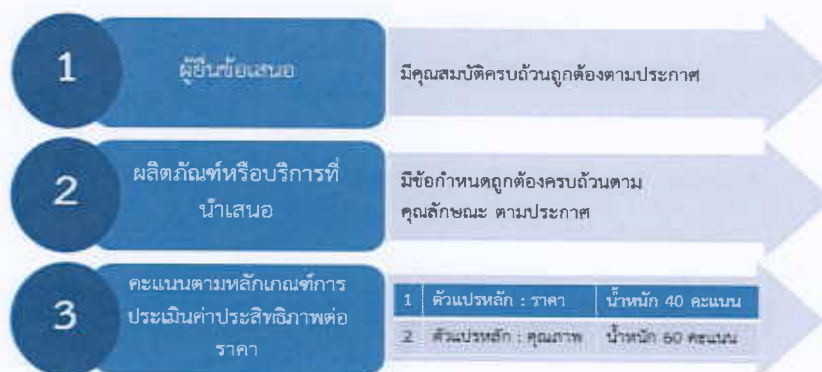 1
ผู้ยื่นข้อเสนอ
มีคุณสมบัติครบถ้วนถูกต้องตามประกาศ
2
ผลิตภัณฑ์หรือบริการที่
นำเสนอ
มีข้อกำหนดถูกต้องครบถ้วนตาม
คุณลักษณะ ตามประกาศ
3
คะแนนตามหลักเกณฑ์การ
ประเมินค่าประสิทธิภาพต่อ
ราคา
1 ตัวแปรหลัก : ราคา น้ำหนัก 40 คะแนน
2 ตัวแปรหลัก : คุณภาพ น้ำหนัก 60 คะแนน